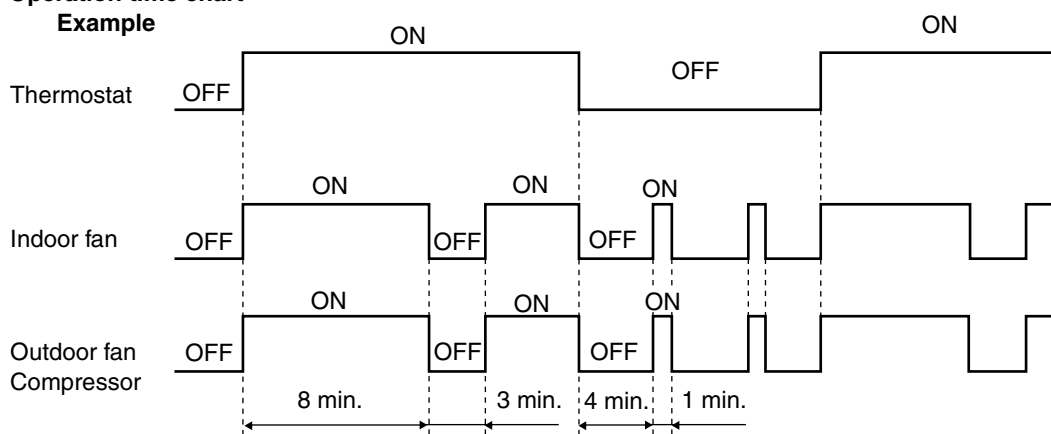 Operation time chart
Example
ON
ON
Thermostat
OFF
OFF
ON
ON
ON
Indoor fan
OFF
OFF
OFF
ON
ON
ON
Outdoor fan
Compressor
OFF
OFF
OFF
8 min.
3 min.
4 min.
1 min.